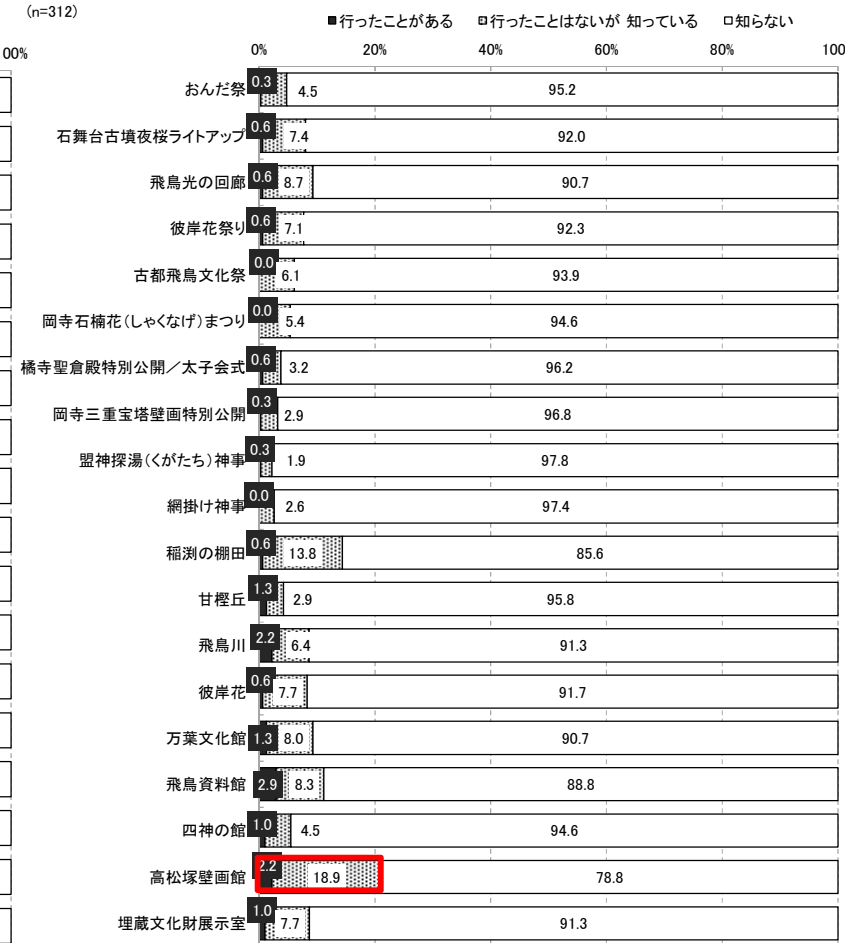 (n=312)
■行ったことがある 行ったことはないが 知っている □知らない
00% 0% 20% 40% 60% 80% 100
おんだ祭 0.3 4.5 95.2
石舞台古墳夜桜ライトアップ 0.6 7.4 92.0
飛鳥光の回廊 0.6 8.7 90.7
彼岸花祭り 0.6 7.1 92.3
古都飛鳥文化祭 0.0 6.1 93.9
岡寺石楠花(しゃくなげ)まつり 0.0 5.4 94.6
橘寺聖倉殿特別公開/太子会式 0.6 3.2 96.2
岡寺三重宝塔壁画特別公開 0.3 2.9 96.8
盟神探湯(くがたち)神事 0.3 1.9 97.8
網掛け神事 0.0 2.6 97.4
稲渕の棚田 0.6 13.8 85.6
甘樫丘 1.3 2.9 95.8
飛鳥川 2.2 6.4 91.3
彼岸花 0.6 7.7 91.7
万葉文化館 1.3 8.0 90.7
飛鳥資料館 2.9 8.3 88.8
四神の館 1.0 4.5 94.6
高松塚壁画館 2.2 18.9 78.8
埋蔵文化財展示室 1.0 7.7 91.3